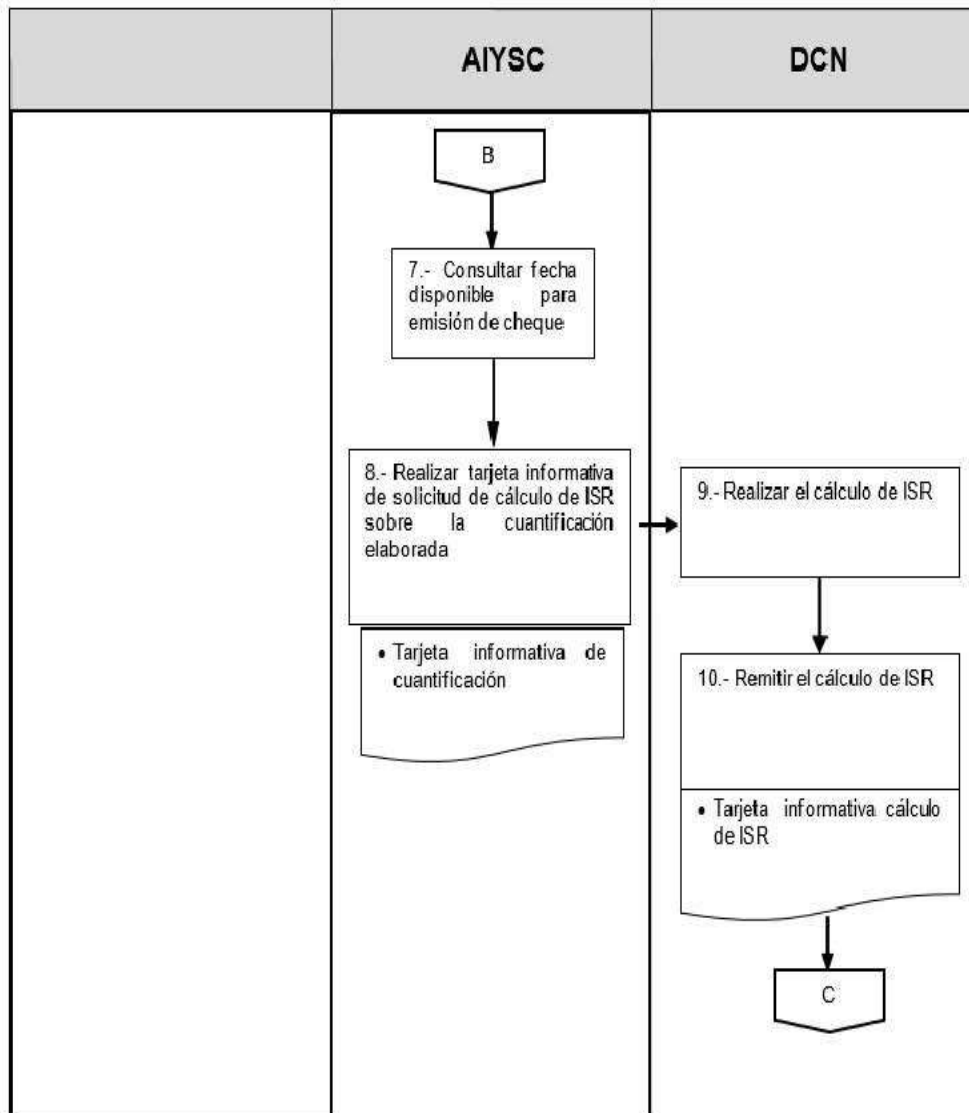 AIYSC
DCN
B
7.- Consultar fecha
disponible para
emisión de cheque
8.- Realizar tarjeta informativa
de solicitud de cálculo de ISR
sobre la cuantificación
elaborada
• Tarjeta informativa de
cuantificación
9.- Realizar el cálculo de ISR
10.- Remitir el cálculo de ISR
• Tarjeta informativa cálculo
de ISR
C